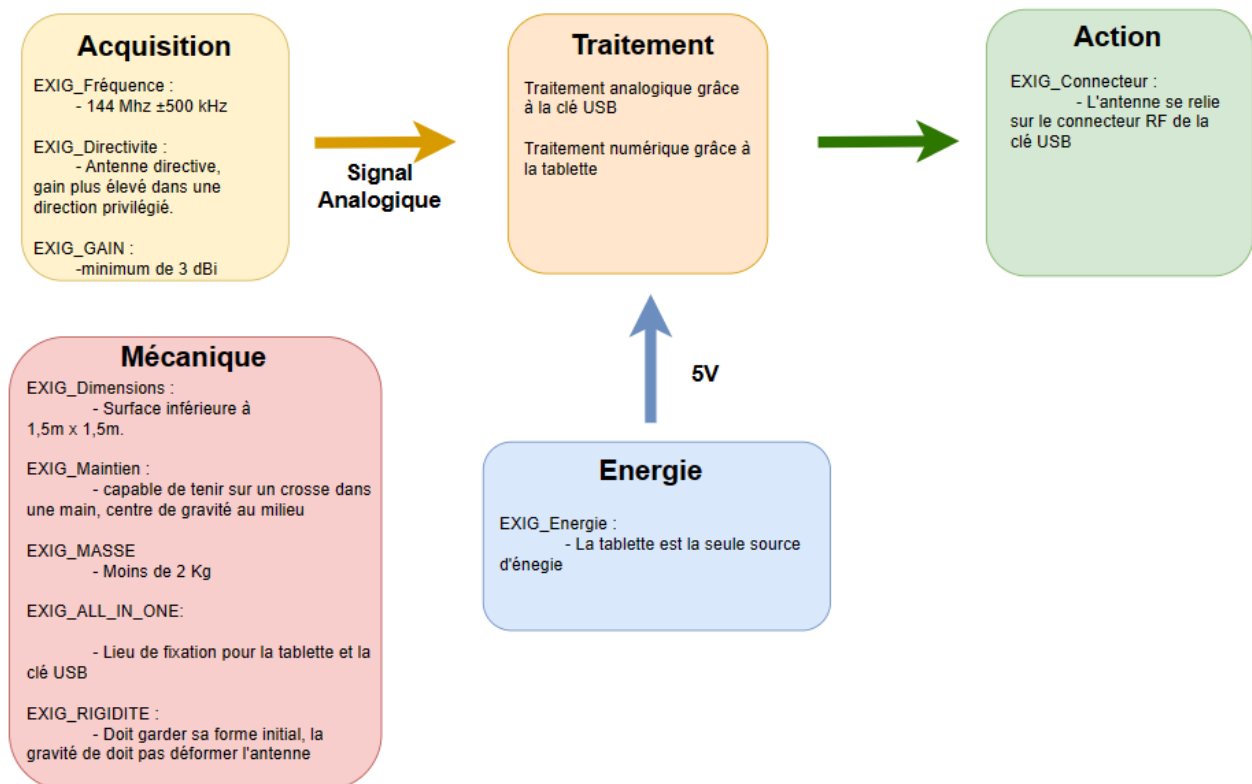 Acquisition
EXIG_Fréquence :
- 144 Mhz ±500 kHz
EXIG_Directivite :
- Antenne directive,
gain plus élevé dans une
direction privilégié.
EXIG_GAIN :
-minimum de 3 dBi
Signal
Analogique
Traitement
Traitement analogique grâce
à la clé USB
Traitement numérique grâce à
la tablette
Action
EXIG_Connecteur :
- L'antenne se relie
sur le connecteur RF de la
clé USB
Mécanique
EXIG_Dimensions :
- Surface inférieure à
1,5m x 1,5m.
EXIG_Maintien :
- capable de tenir sur un crosse dans
une main, centre de gravité au milieu
EXIG_MASSE
- Moins de 2 Kg
EXIG_ALL_IN_ONE:
- Lieu de fixation pour la tablette et la
clé USB
EXIG_RIGIDITE :
- Doit garder sa forme initial, la
gravité de doit pas déformer l'antenne
5V
Energie
EXIG_Energie :
- La tablette est la seule source
d'énegie